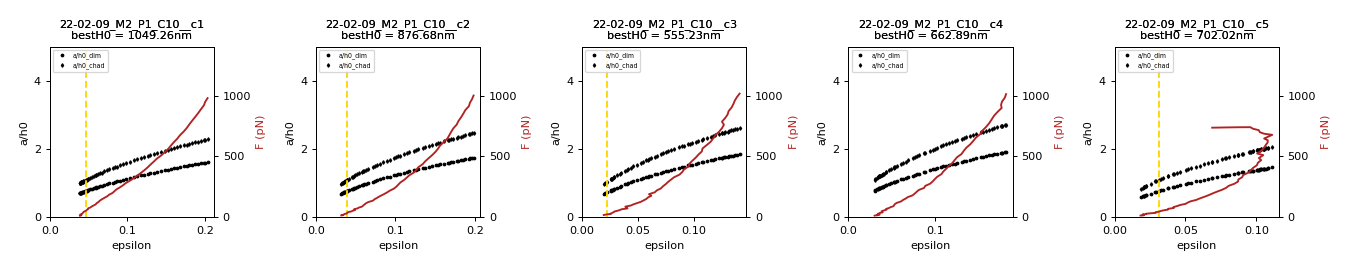 22-02-09_M2_P1_C10__c1
bestH0 = 1049.26nm
a/h0_dim
a/h0_chad
a/h0
4
2
0
0.0
0.1
0.2
epsilon
1000
500
0
F (pN)
22-02-09_M2_P1_C10__c2
bestH0 = 876.68nm
a/h0_dim
a/h0_chad
a/h0
4
2
0
0.0
0.1
0.2
epsilon
1000
500
0
F (pN)
22-02-09_M2_P1_C10__c3
bestH0 = 555.23nm
a/h0_dim
a/h0_chad
a/h0
4
2
0
0.00
0.05
0.10
epsilon
1000
500
0
F (pN)
22-02-09_M2_P1_C10__c4
bestH0 = 662.89nm
a/h0_dim
a/h0_chad
a/h0
4
2
0
0.0
0.1
epsilon
1000
500
0
F (pN)
22-02-09_M2_P1_C10__c5
bestH0 = 702.02nm
a/h0_dim
a/h0_chad
a/h0
4
2
0
0.00
0.05
0.10
epsilon
1000
500
0
F (pN)